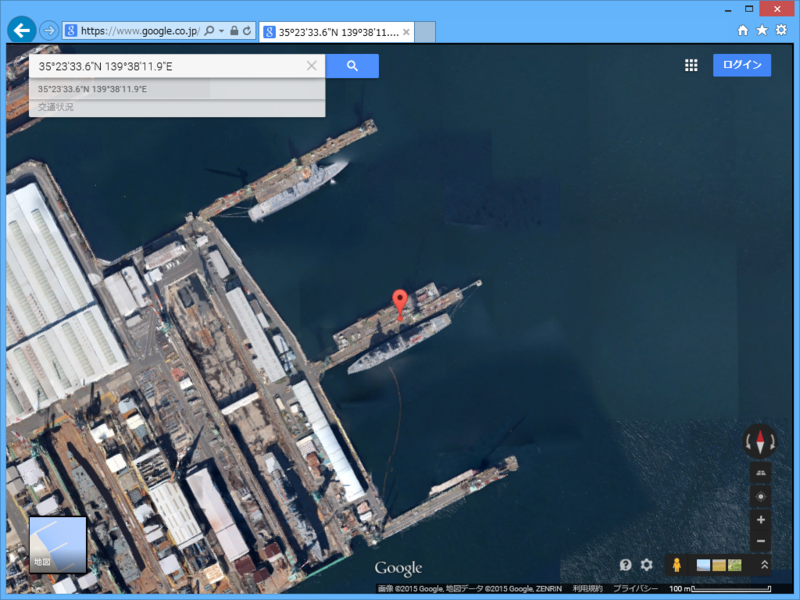 https://www.google.co.jp/
35°23'33.6"N 139°38'11....
35°23'33.6"N 139°38'11.9"E
ログイン
35°23'33.6"N 139°38'11.9"E
交通状況
地図
Google
画像 ©2015 Google, 地図データ ©2015 Google, ZENRIN 利用規約 プライバシー 100 m